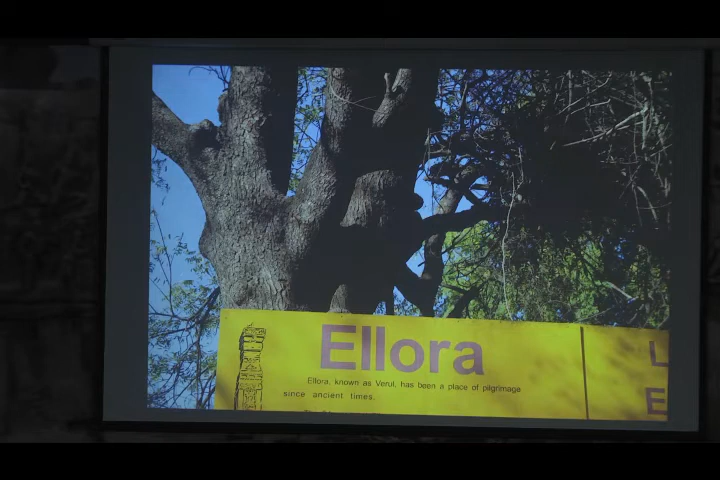 Ellora
Ellora, known as Verul, has been a place of pilgrimage
since ancient times.
L
E